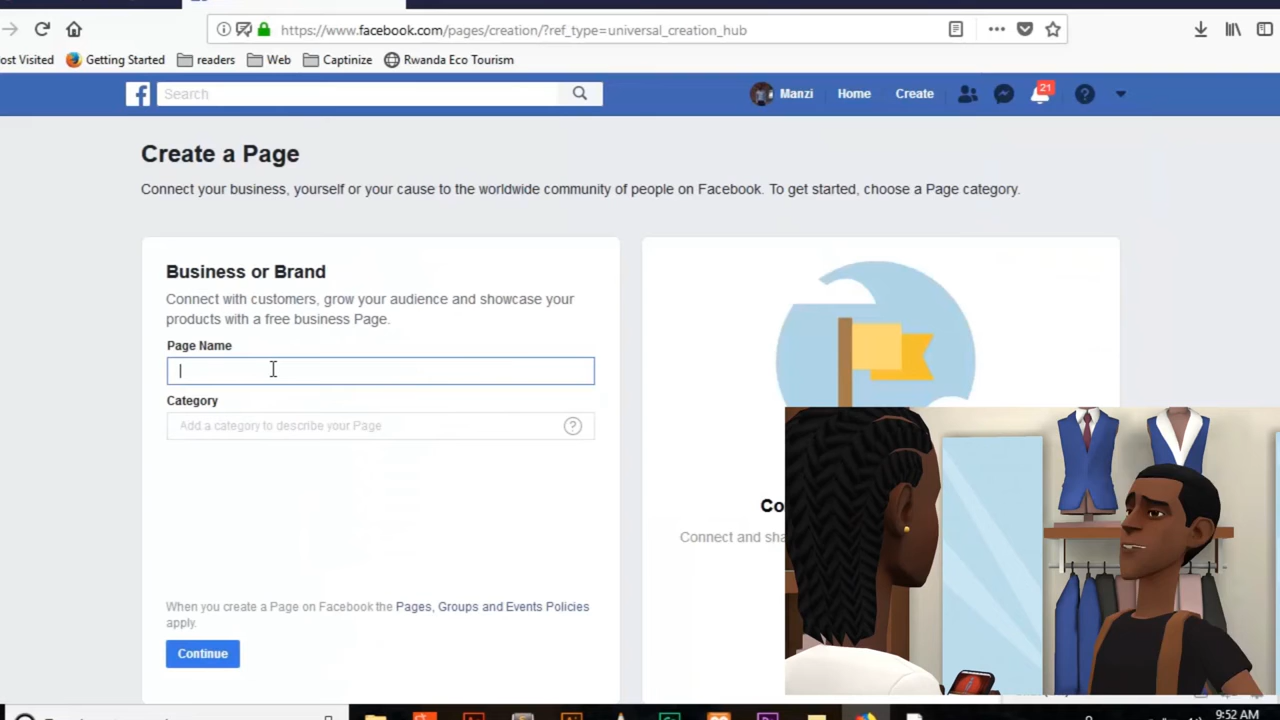 https://www.facebook.com/pages/creation/?ref_type=universal_creation_hub
ost Visited Getting Started readers Web Captinize Rwanda Eco Tourism
Search Manzi Home Create 21
Create a Page
Connect your business, yourself or your cause to the worldwide community of people on Facebook. To get started, choose a Page category.
Business or Brand
Connect with customers, grow your audience and showcase your
products with a free business Page.
Page Name
Category
Add a category to describe your Page
When you create a Page on Facebook the Pages, Groups and Events Policies
apply.
Continue
Co
Connect and sha
9:52 AM